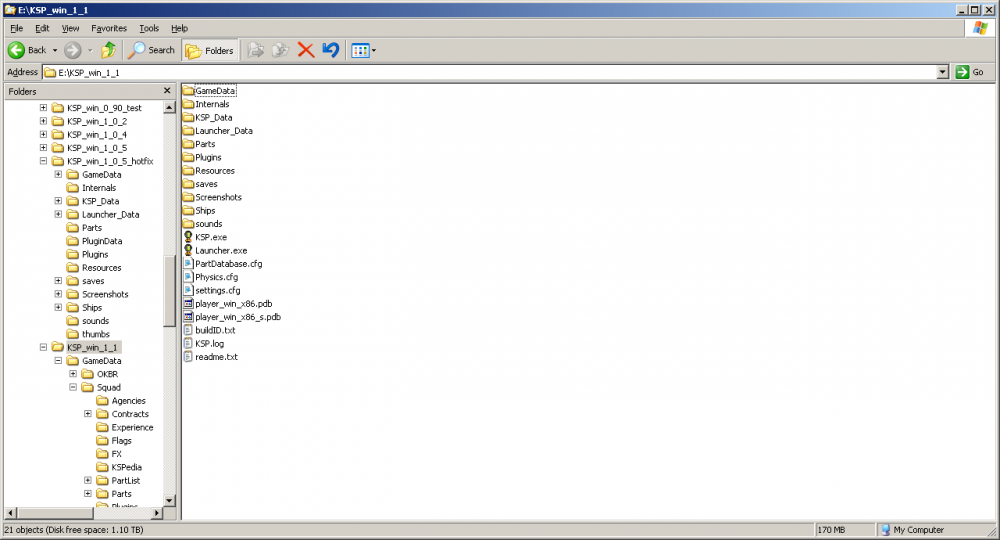 E:\KSP_win_1_1
File Edit View Favorites Tools Help
Back Search Folders
Address E:\KSP_win_1_1 Go
Folders
KSP_win_0_90_test
KSP_win_1_0_2
KSP_win_1_0_4
KSP_win_1_0_5
KSP_win_1_0_5_hotfix
GameData
Internals
KSP_Data
Launcher_Data
Parts
PluginData
Plugins
Resources
saves
Screenshots
Ships
sounds
thumbs
KSP_win_1_1
GameData
OKBR
Squad
Agencies
Contracts
Experience
Flags
FX
KSPedia
PartList
Parts
Plugins
GameData
Internals
KSP_Data
Launcher_Data
Parts
Plugins
Resources
saves
Screenshots
Ships
sounds
KSP.exe
Launcher.exe
PartDatabase.cfg
Physics.cfg
settings.cfg
player_win_x86.pdb
player_win_x86_s.pdb
buildID.txt
KSP.log
readme.txt
21 objects (Disk free space: 1.10 TB) 170 MB My Computer